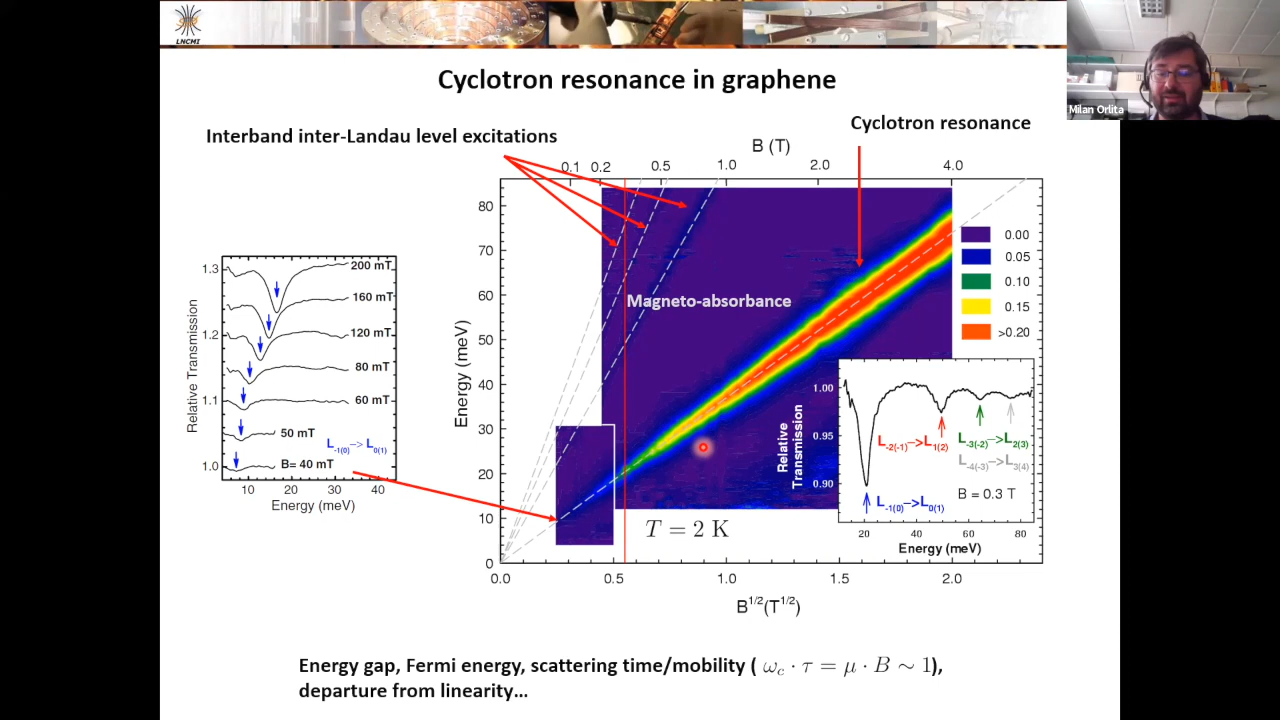 LNCMI
Milan Orlita
Cyclotron resonance in graphene
Interband inter-Landau level excitations
Cyclotron resonance
B (T)
0.1 0.2 0.5 1.0 2.0 4.0
Energy (meV)
80
70
60
50
40
30
20
10
0
0.0 0.5 1.0 1.5 2.0
B^1/2(T^1/2)
Magneto-absorbance
T = 2 K
0.00
0.05
0.10
0.15
>0.20
Relative Transmission
1.3
1.2
1.1
1.0
200 mT
160 mT
120 mT
80 mT
60 mT
50 mT
L-1(0)–> L0(1)
B= 40 mT
10 20 30 40
Energy (meV)
Relative
Transmission
1.00
0.95
0.90
L-2(-1)–>L1(2)
L-3(-2)–>L2(3)
L-4(-3)–>L3(4)
B = 0.3 T
L-1(0)–>L0(1)
20 40 60 80
Energy (meV)
Energy gap, Fermi energy, scattering time/mobility ( ωc · τ = μ · B ∼ 1),
departure from linearity…